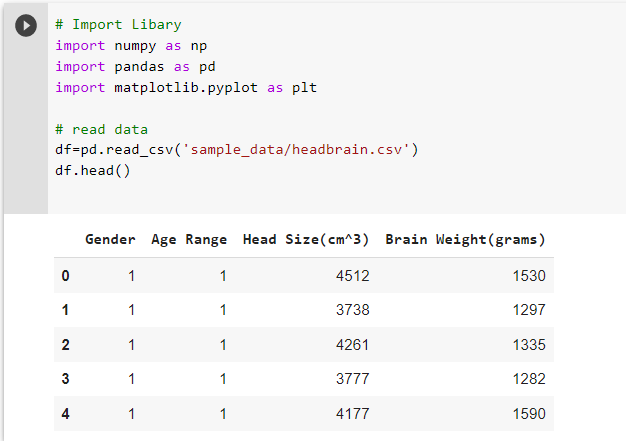 # Import Libary
import numpy as np
import pandas as pd
import matplotlib.pyplot as plt
# read data
df=pd.read_csv('sample_data/headbrain.csv')
df.head()
Gender Age Range Head Size(cm^3) Brain Weight(grams)
0 1 1 4512 1530
1 1 1 3738 1297
2 1 1 4261 1335
3 1 1 3777 1282
4 1 1 4177 1590